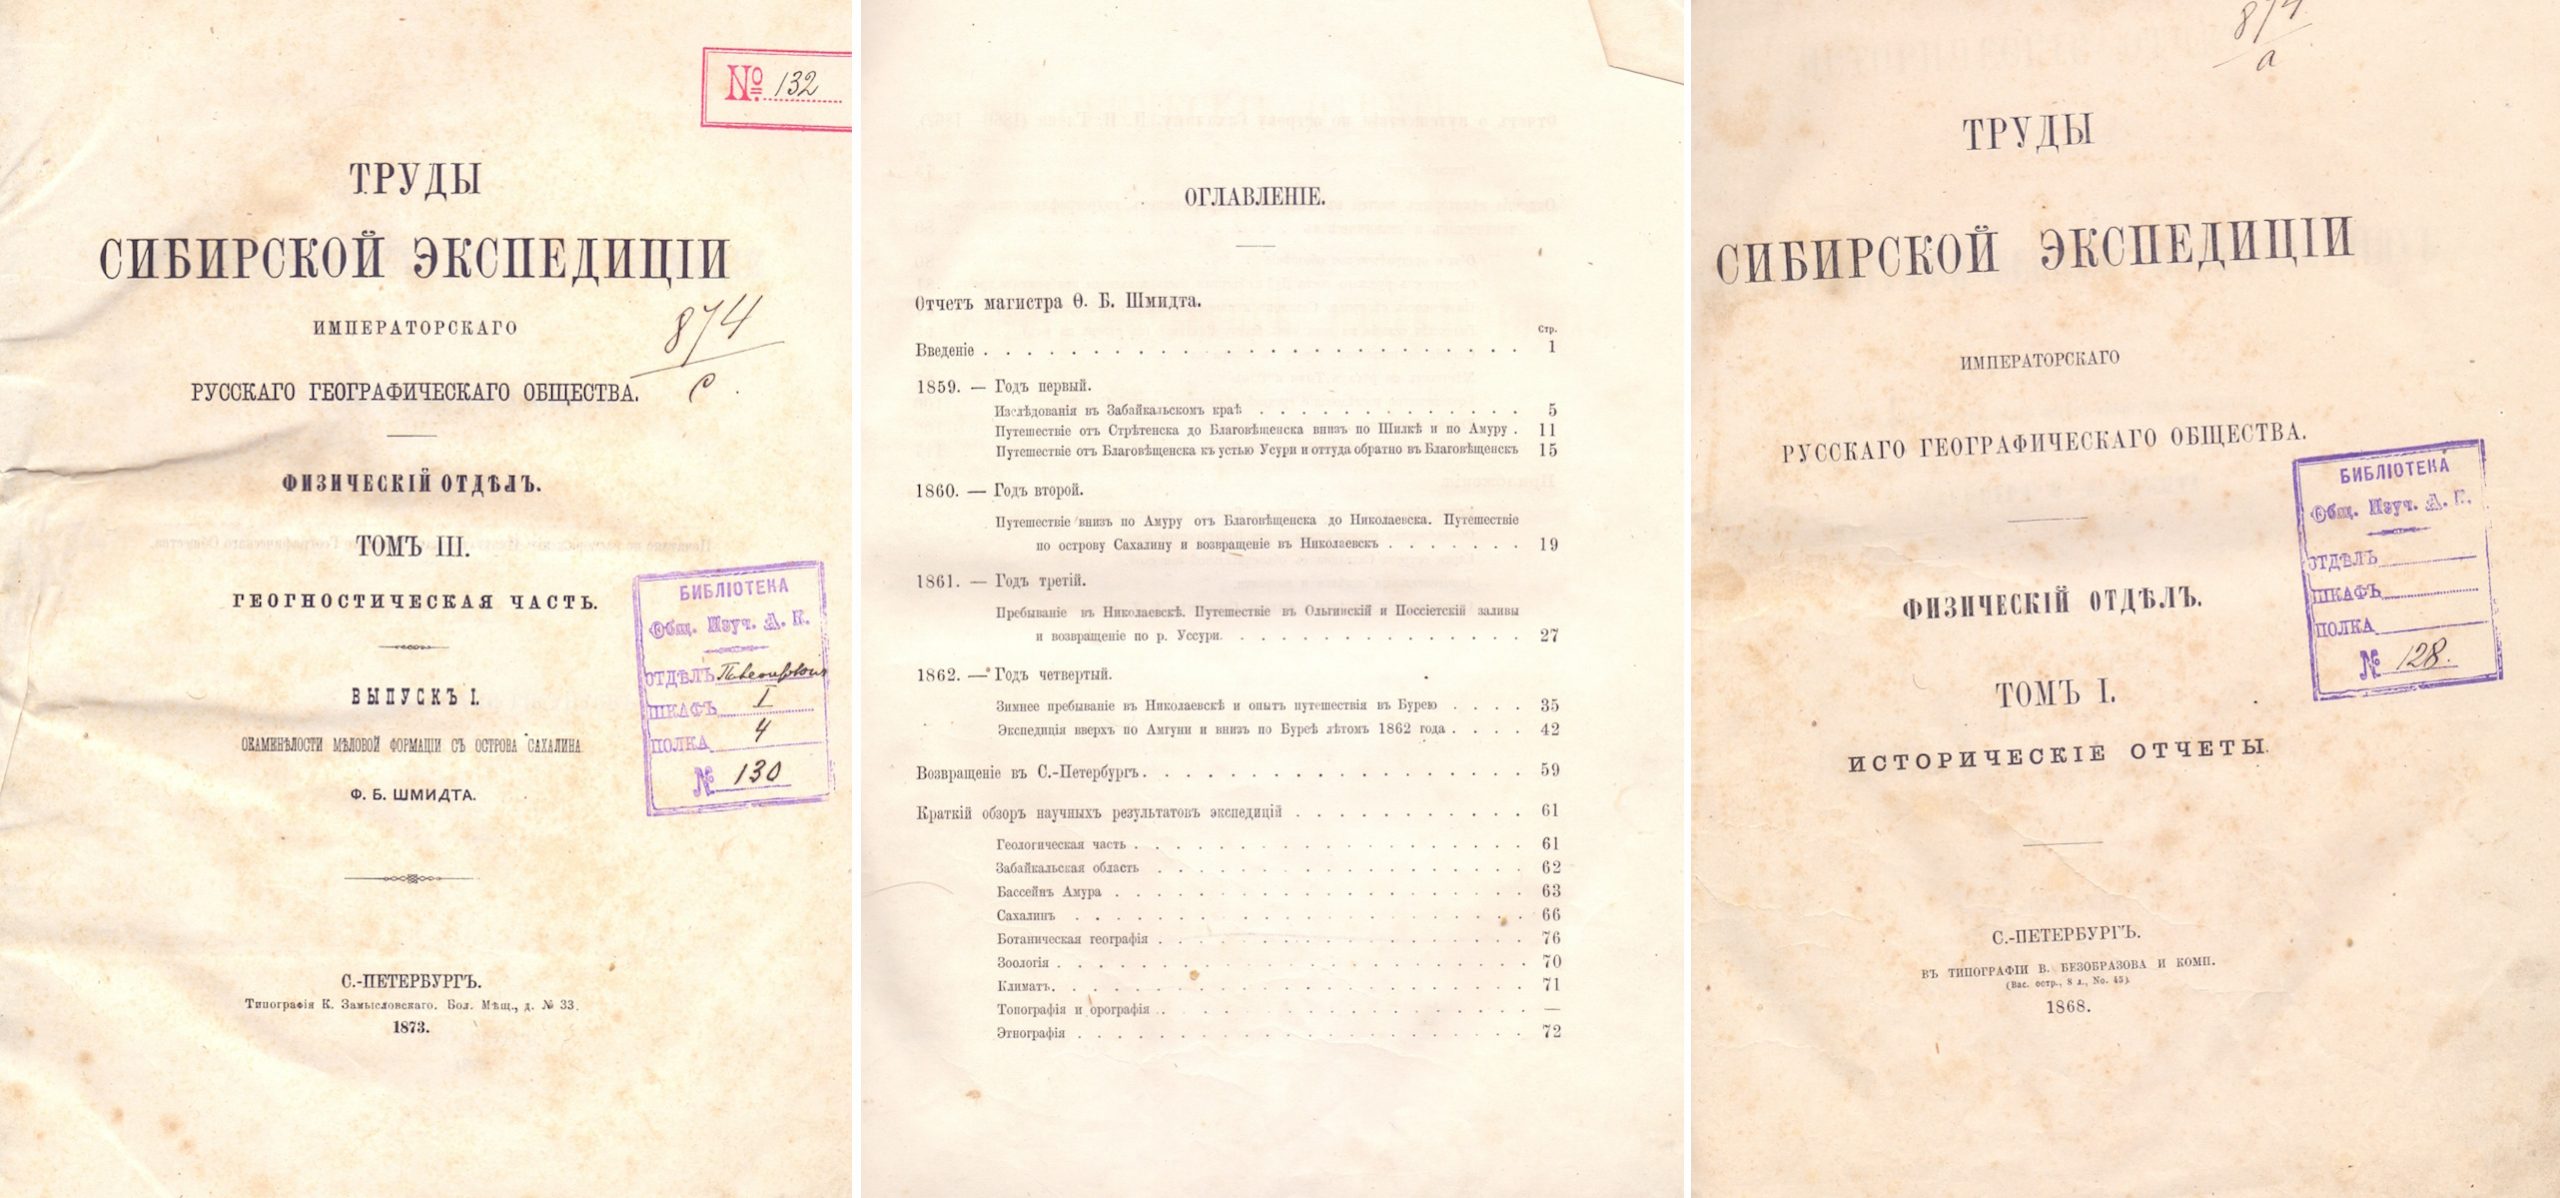 № 132
ТРУДЫ
СИБИРСКОЙ ЭКСПЕДИЦІИ
ИМПЕРАТОРСКАГО
874
с
РУССКАГО ГЕОГРАФИЧЕСКАГО ОБЩЕСТВА.
ФИЗИЧЕСКІЙ ОТДѢЛЪ.
ТОМЪ III.
ГЕОГНОСТИЧЕСКАЯ ЧАСТЬ.
ВЫПУСКЪ I.
ОКАМЕНѢЛОСТИ МѢЛОВОЙ ФОРМАЦІИ СЪ ОСТРОВА САХАЛИНА
Ф. Б. ШМИДТА.
БИБЛІОТЕКА
Общ. Изуч. А. К.
ОТДѢЛЪ
ШКАФЪ I
ПОЛКА 4
№ 130
С.-ПЕТЕРБУРГЪ.
Типографія К. Замысловскаго. Бол. Мѣщ., д. № 33.
1873.
ОГЛАВЛЕНІЕ.
Отчетъ магистра Ѳ. Б. Шмидта.
Стр.
Введеніе . . . 1
1859. — Годъ первый.
Изслѣдованія въ Забайкальскомъ краѣ . . . 5
Путешествіе отъ Стрѣтенска до Благовѣщенска внизъ по Шилкѣ и по Амуру . 11
Путешествіе отъ Благовѣщенска къ устью Усури и оттуда обратно въ Благовѣщенскъ 15
1860. — Годъ второй.
Путешествіе внизъ по Амуру отъ Благовѣщенска до Николаевска. Путешествіе
по острову Сахалину и возвращеніе въ Николаевскъ . . . 19
1861. — Годъ третій.
Пребываніе въ Николаевскѣ. Путешествіе въ Ольгинскій и Поссіетскій заливы
и возвращеніе по р. Уссури. . . . 27
1862. — Годъ четвертый.
Зимнее пребываніе въ Николаевскѣ и опытъ путешествія въ Бурею . . . . 35
Экспедиція вверхъ по Амгуни и внизъ по Буреѣ лѣтомъ 1862 года . . . . 42
Возвращеніе въ С.-Петербургъ. . . . 59
Краткій обзоръ научныхъ результатовъ экспедицій . . . 61
Геологическая часть . . . 61
Забайкальская область . . . 62
Бассейнъ Амура . . . 63
Сахалинъ . . . 66
Ботаническая географія . . . 76
Зоологія . . . 70
Климатъ. . . . 71
Топографія и орографія . . . —
Этнографія . . . 72
874
а
ТРУДЫ
СИБИРСКОЙ ЭКСПЕДИЦІИ
ИМПЕРАТОРСКАГО
РУССКАГО ГЕОГРАФИЧЕСКАГО ОБЩЕСТВА.
ФИЗИЧЕСКІЙ ОТДѢЛЪ.
ТОМЪ I.
ИСТОРИЧЕСКІЕ ОТЧЕТЫ.
БИБЛІОТЕКА
Общ. Изуч. А. К.
ОТДѢЛЪ
ШКАФЪ
ПОЛКА
№ 128.
С.-ПЕТЕРБУРГЪ.
ВЪ ТИПОГРАФІИ В. БЕЗОБРАЗОВА И КОМП.
(Вас. остр., 8 л., No. 45).
1868.